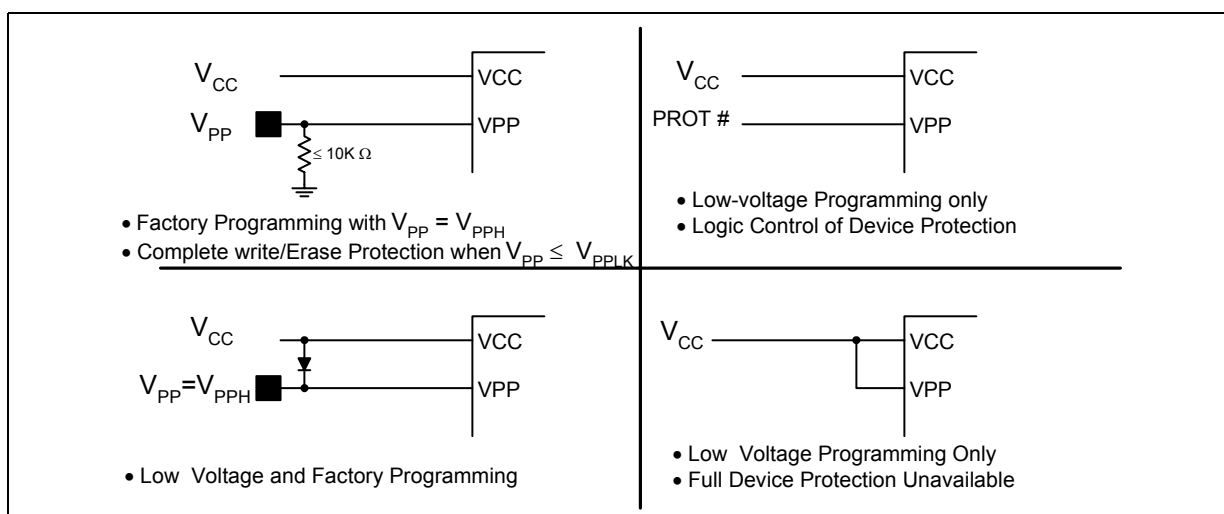 V_CC
VCC
V_PP
VPP
≤ 10K Ω
• Factory Programming with V_PP = V_PPH
• Complete write/Erase Protection when V_PP ≤ V_PPLK
V_CC
VCC
PROT #
VPP
• Low-voltage Programming only
• Logic Control of Device Protection
V_CC
VCC
V_PP=V_PPH
VPP
• Low Voltage and Factory Programming
V_CC
VCC
VPP
• Low Voltage Programming Only
• Full Device Protection Unavailable